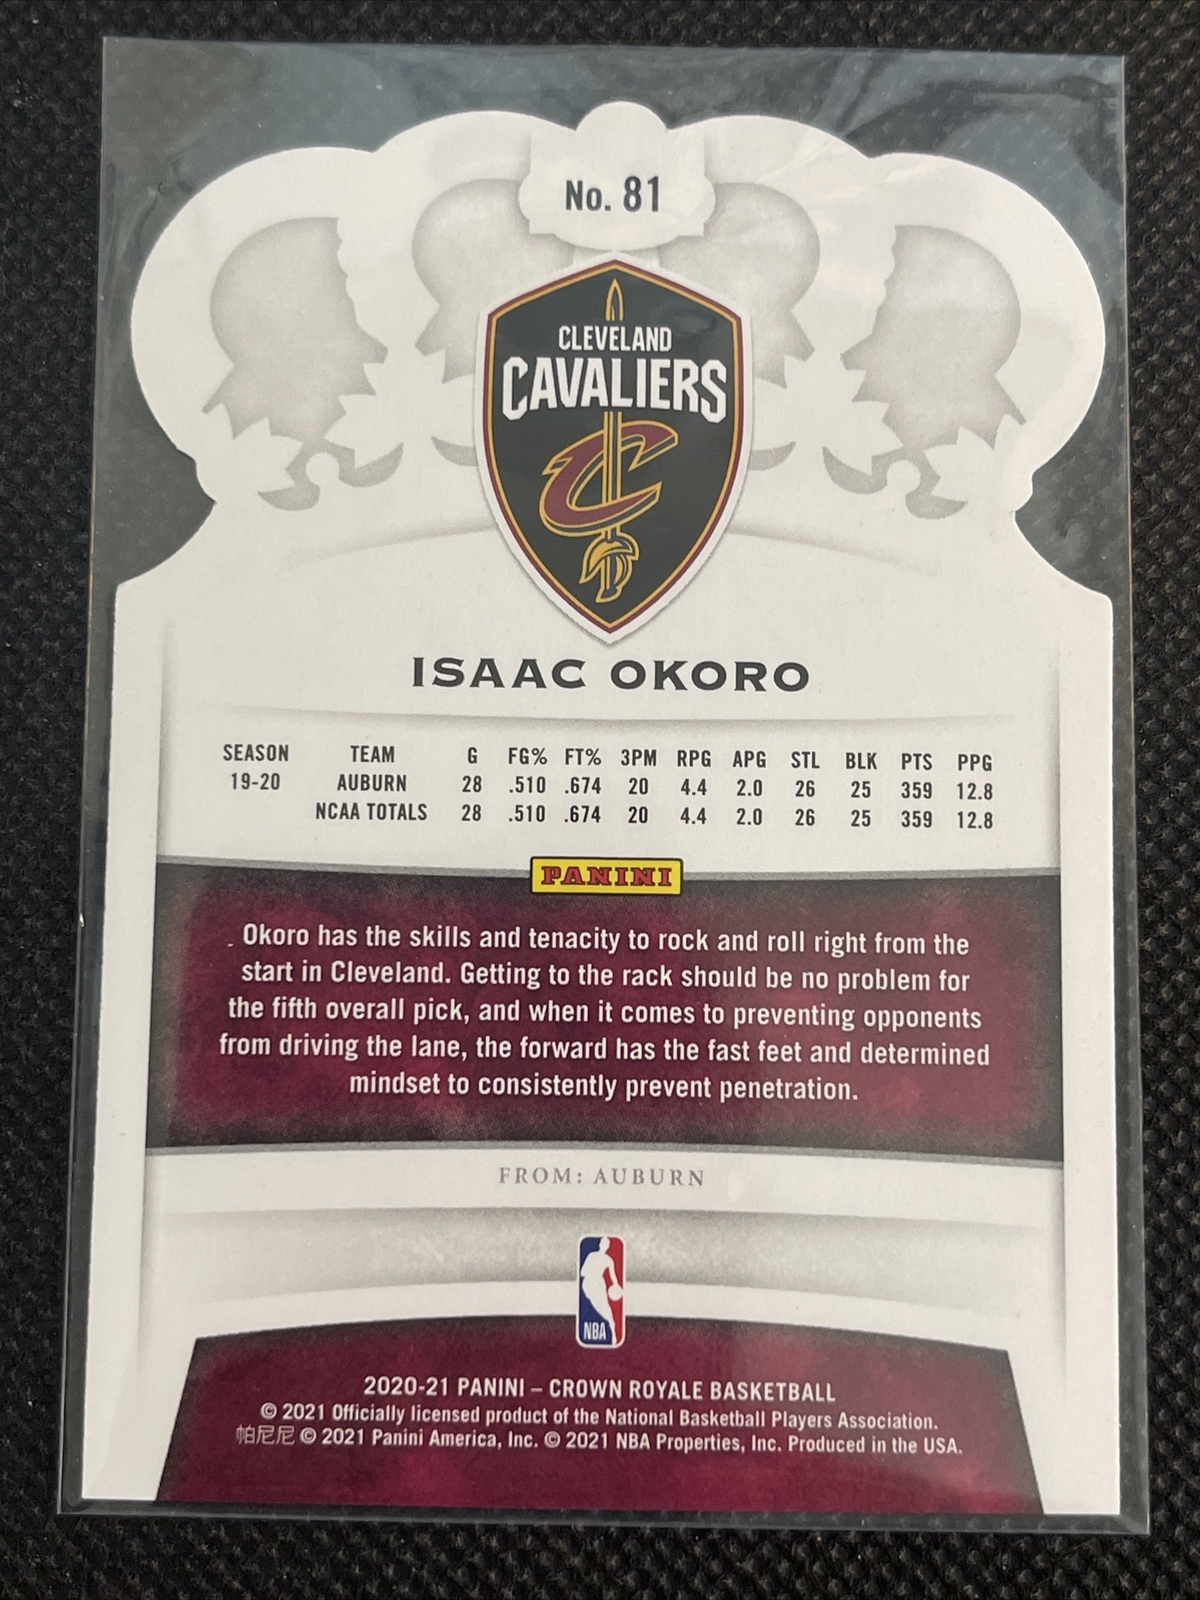 No. 81
CLEVELAND
CAVALIERS
C
ISAAC OKORO
SEASON TEAM G FG% FT% 3PM RPG APG STL BLK PTS PPG
19-20 AUBURN 28 .510 .674 20 4.4 2.0 26 25 359 12.8
NCAA TOTALS 28 .510 .674 20 4.4 2.0 26 25 359 12.8
PANINI
Okoro has the skills and tenacity to rock and roll right from the
start in Cleveland. Getting to the rack should be no problem for
the fifth overall pick, and when it comes to preventing opponents
from driving the lane, the forward has the fast feet and determined
mindset to consistently prevent penetration.
FROM: AUBURN
NBA
2020-21 PANINI – CROWN ROYALE BASKETBALL
© 2021 Officially licensed product of the National Basketball Players Association.
帕尼尼 © 2021 Panini America, Inc. © 2021 NBA Properties, Inc. Produced in the USA.